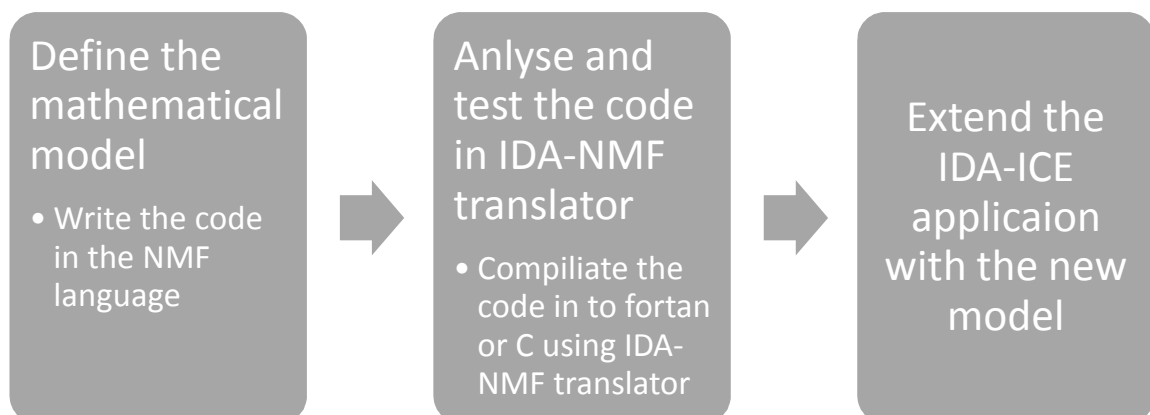 Define the
mathematical
model
• Write the code
in the NMF
language
Anlyse and
test the code
in IDA-NMF
translator
• Compiliate the
code in to fortan
or C using IDA-
NMF translator
Extend the
IDA-ICE
applicaion
with the new
model